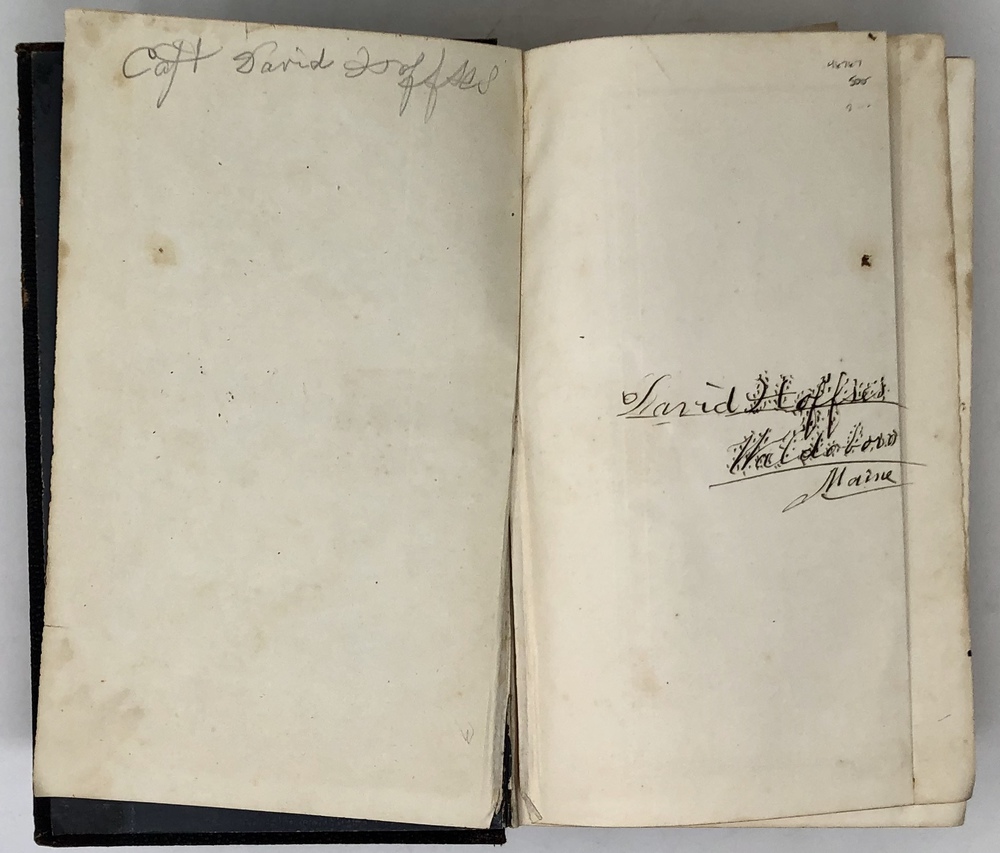 Capt David Hoffses
David Hoffses
Waldoboro
Maine